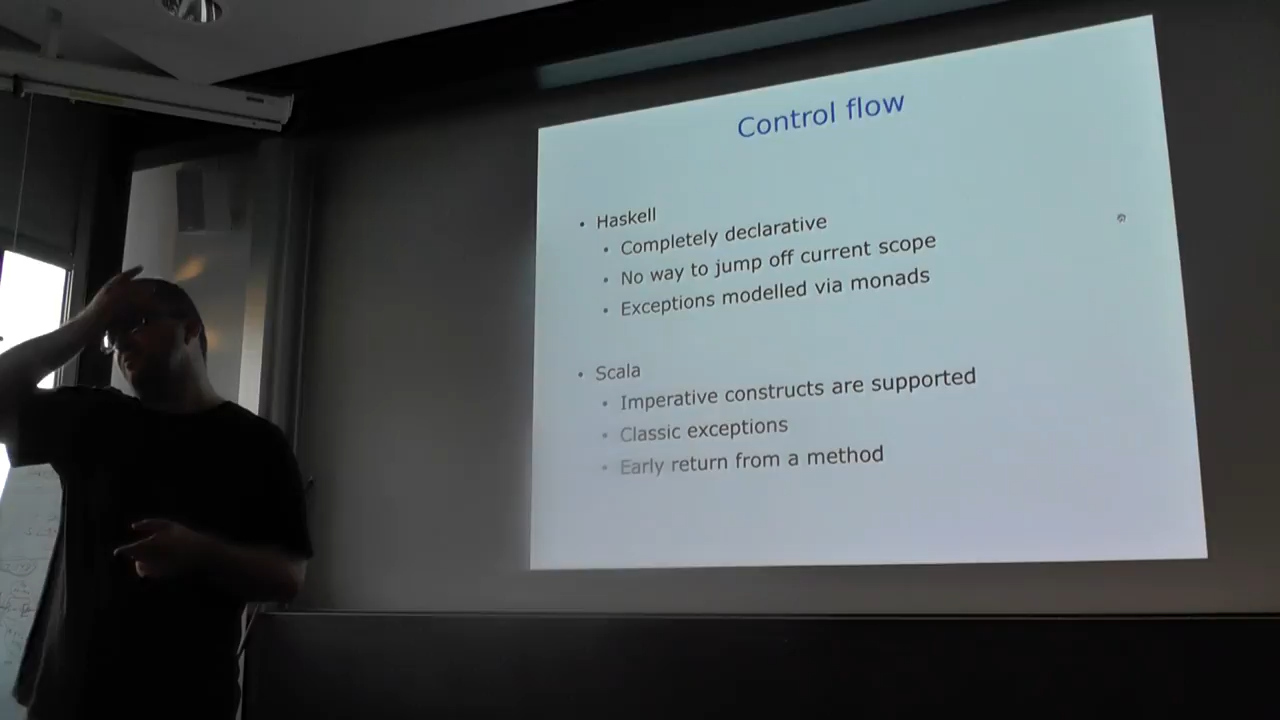 Control flow
• Haskell
• Completely declarative
• No way to jump off current scope
• Exceptions modelled via monads
• Scala
• Imperative constructs are supported
• Classic exceptions
• Early return from a method